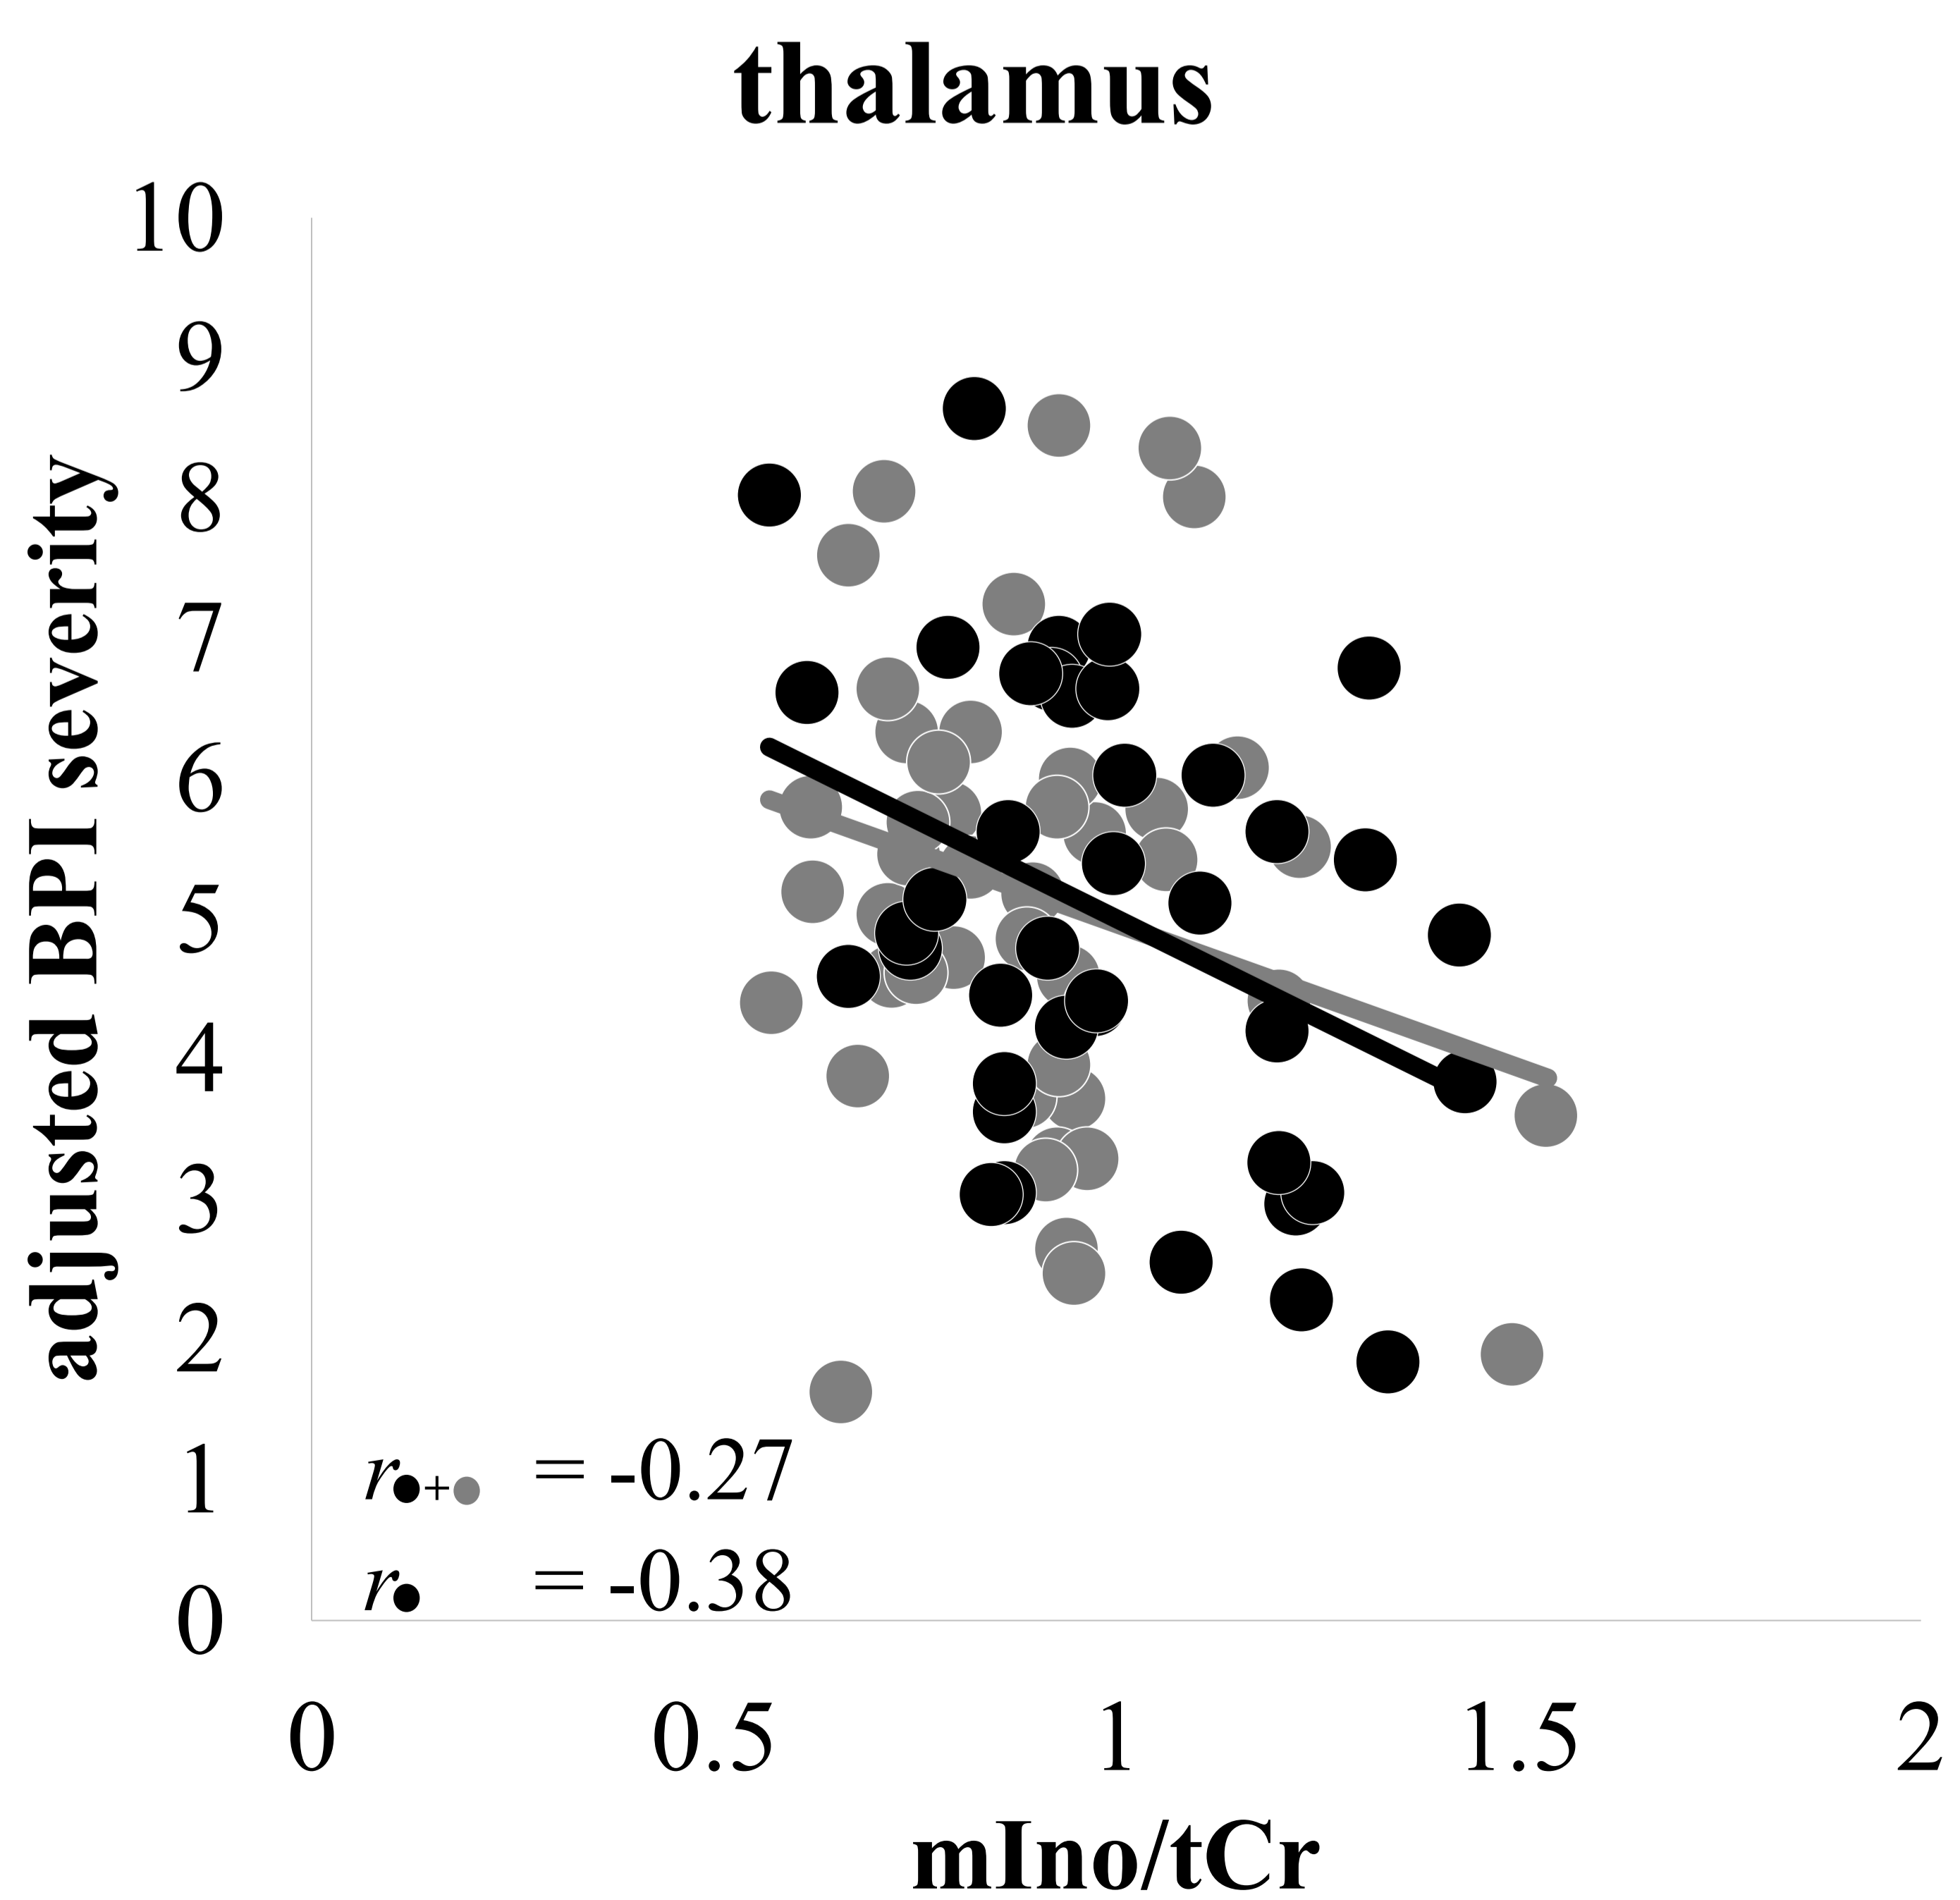 thalamus
adjusted BPI severity
10
9
8
7
6
5
4
3
2
1
0
r●+● = -0.27
r● = -0.38
0 0.5 1 1.5 2
mIno/tCr